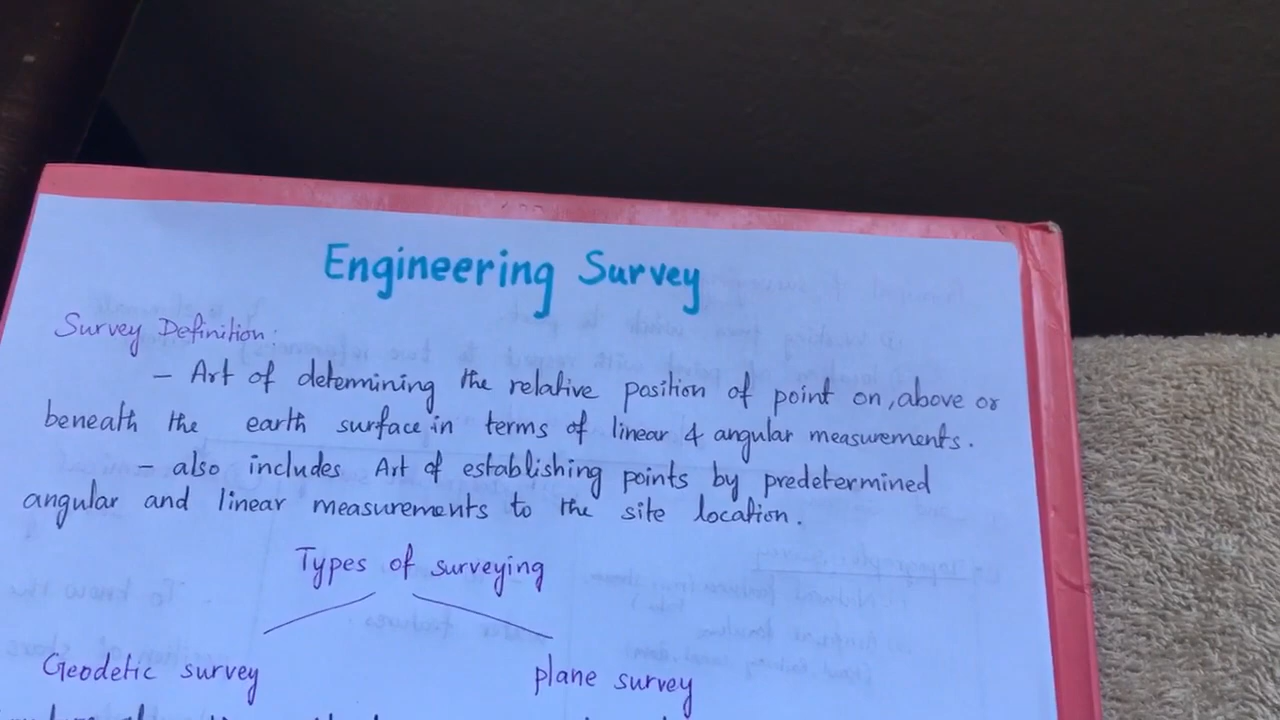 Engineering Survey
Survey Definition:
– Art of determining the relative position of point on, above or
beneath the earth surface in terms of linear & angular measurements.
– also includes Art of establishing points by predetermined
angular and linear measurements to the site location.
Types of surveying
Geodetic survey plane survey